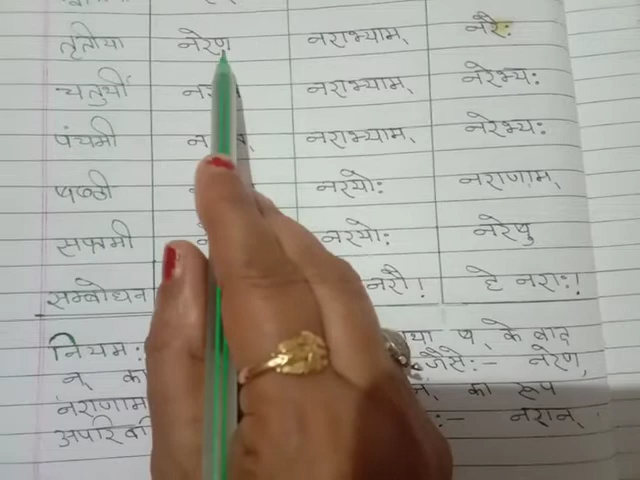 तृतीया नरेण नराभ्याम् नरैः
चतुर्थी नराभ्याम् नरेभ्यः
पंचमी नराभ्याम् नरेभ्यः
षष्ठी नरयोः नराणाम्
सप्तमी नरयोः नरेषु
सम्बोधन नरौ! हे नराः!
नियम: तथा ष् के बाद
न् का जैसे:- नरेण,
नराणाम का रूप
:- नरान्